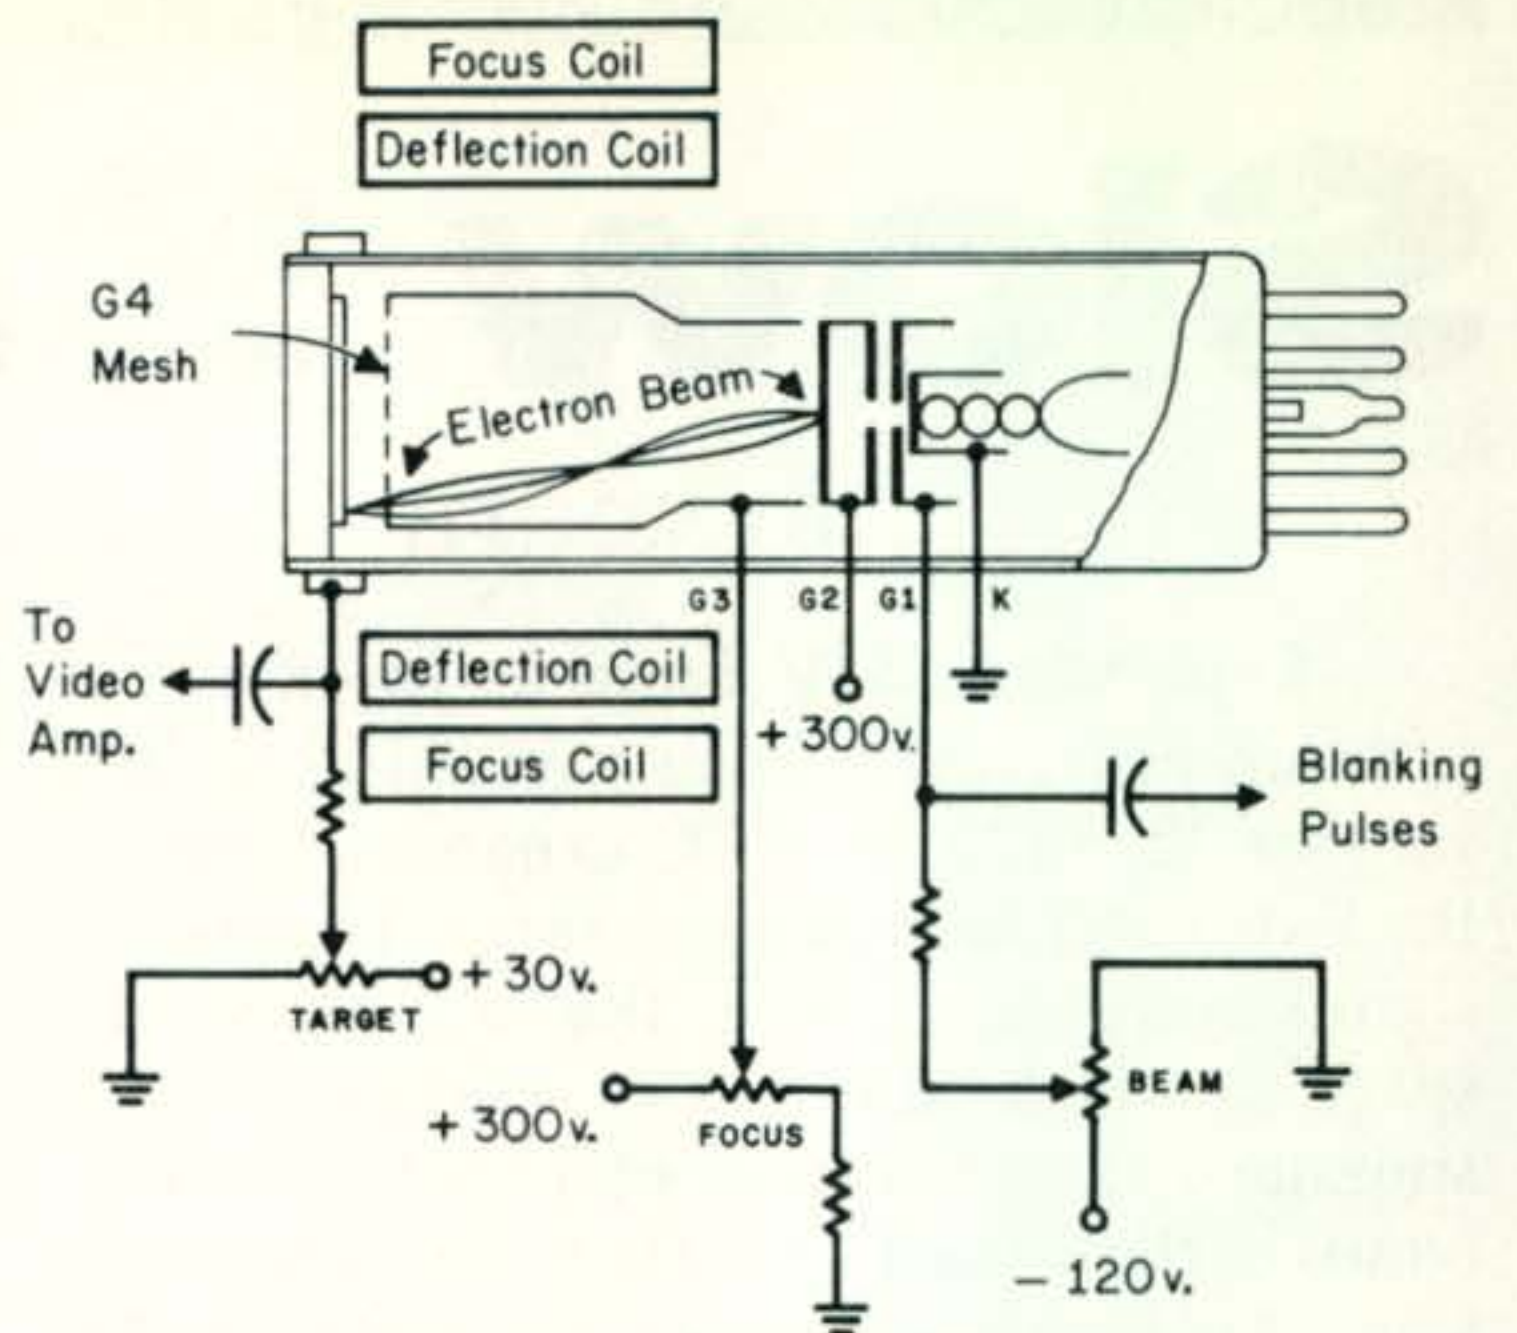 Focus Coil
Deflection Coil
G4
Mesh
Electron Beam
G3
G2
G1
K
To
Video
Amp.
Deflection Coil
Focus Coil
+ 300v.
Blanking
Pulses
+ 30v.
TARGET
+ 300v.
FOCUS
BEAM
– 120v.